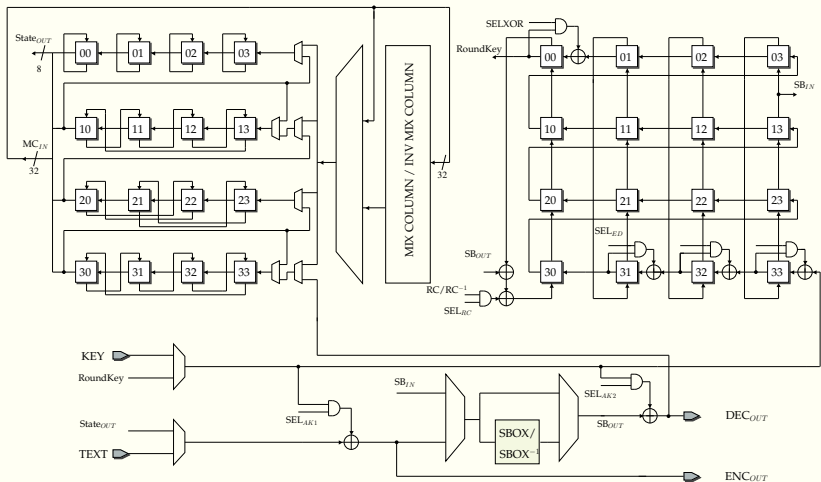 State_OUT
8
00
01
02
03
MC_IN
32
10
11
12
13
20
21
22
23
30
31
32
33
MIX COLUMN / INV MIX COLUMN
32
SELXOR
RoundKey
00
01
02
03
SB_IN
10
11
12
13
20
21
22
23
SEL_ED
SB_OUT
30
31
32
33
RC/RC^-1
SEL_RC
KEY
RoundKey
SB_IN
SEL_AK1
SEL_AK2
State_OUT
TEXT
SBOX/
SBOX^-1
SB_OUT
DEC_OUT
ENC_OUT